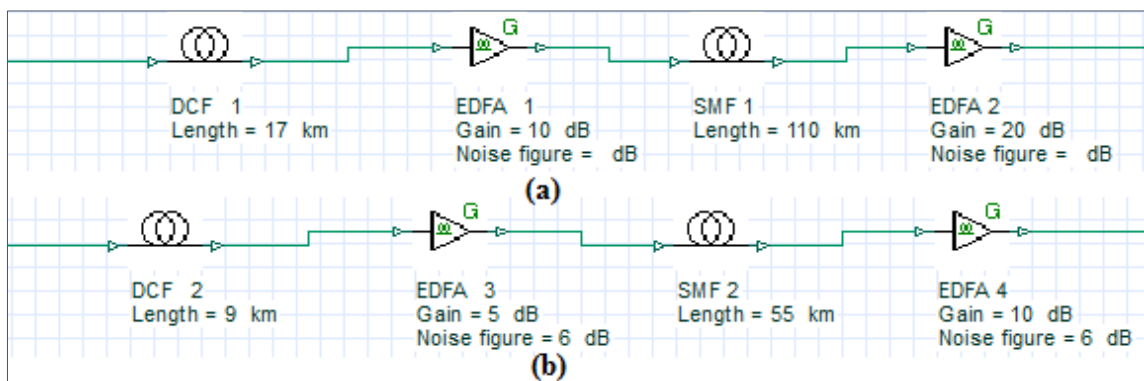 G G
DCF 1 EDFA 1 SMF 1 EDFA 2
Length = 17 km Gain = 10 dB Length = 110 km Gain = 20 dB
Noise figure = dB Noise figure = dB
(a)
G G
DCF 2 EDFA 3 SMF 2 EDFA 4
Length = 9 km Gain = 5 dB Length = 55 km Gain = 10 dB
Noise figure = 6 dB Noise figure = 6 dB
(b)